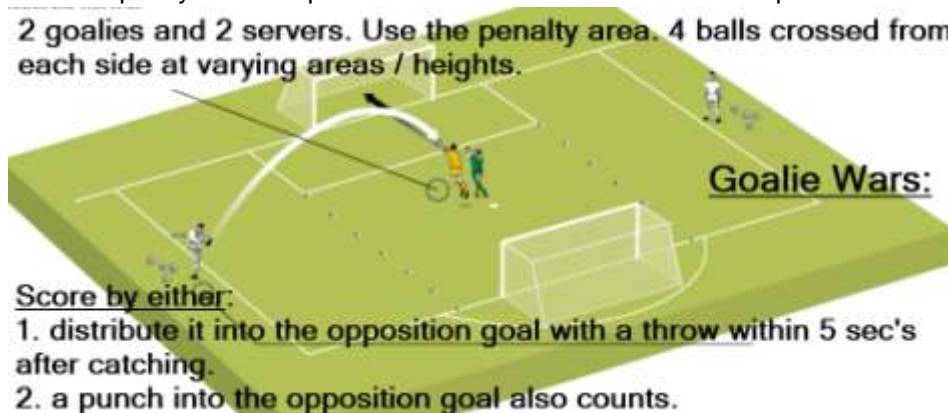 2 goalies and 2 servers. Use the penalty area. 4 balls crossed from
each side at varying areas / heights.
Goalie Wars:
Score by either:
1. distribute it into the opposition goal with a throw within 5 sec's
after catching.
2. a punch into the opposition goal also counts.